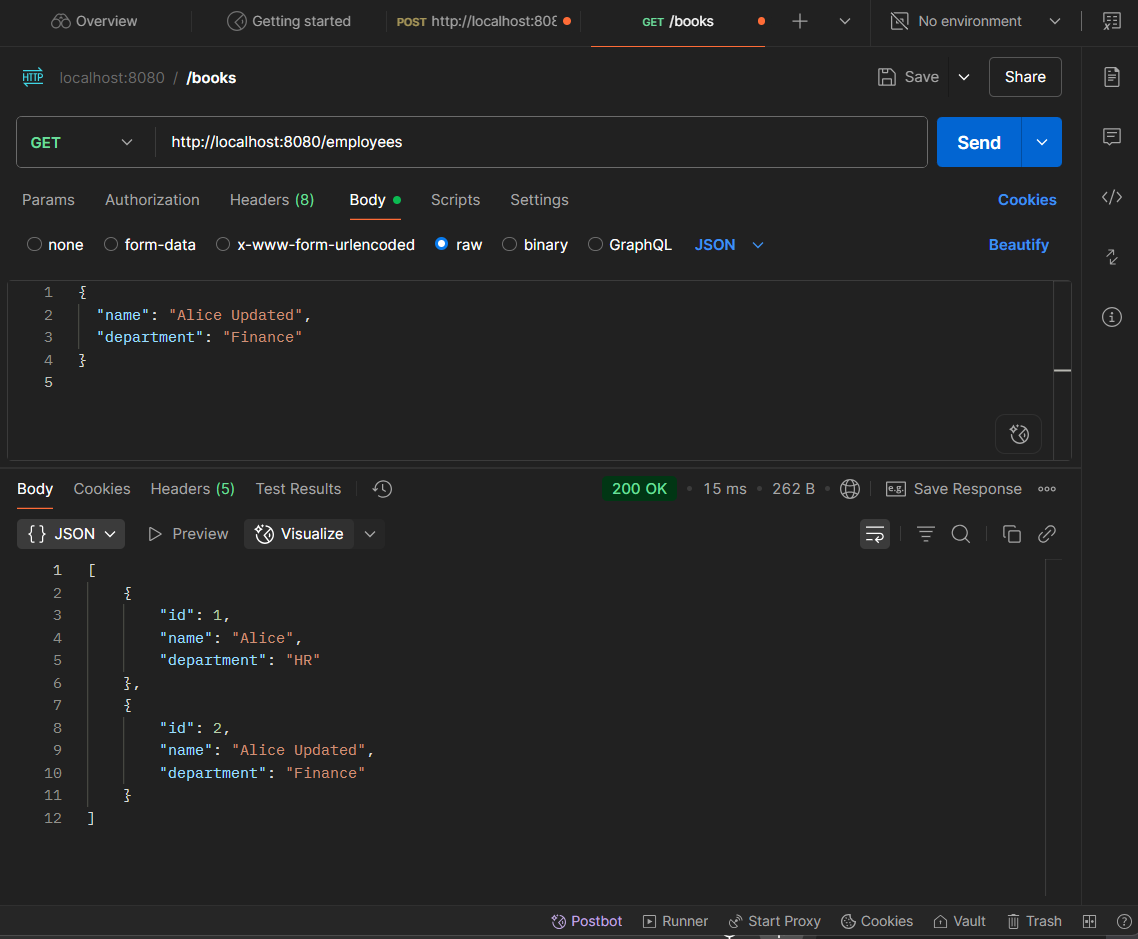 Overview Getting started POST http://localhost:808 GET /books No environment
HTTP localhost:8080 / /books Save Share
GET http://localhost:8080/employees Send
Params Authorization Headers (8) Body Scripts Settings Cookies
none form-data x-www-form-urlencoded raw binary GraphQL JSON Beautify
1 {
2 "name": "Alice Updated",
3 "department": "Finance"
4 }
5
Body Cookies Headers (5) Test Results 200 OK • 15 ms • 262 B • e.g. Save Response
{} JSON Preview Visualize
1 [
2 {
3 "id": 1,
4 "name": "Alice",
5 "department": "HR"
6 },
7 {
8 "id": 2,
9 "name": "Alice Updated",
10 "department": "Finance"
11 }
12 ]
Postbot Runner Start Proxy Cookies Vault Trash